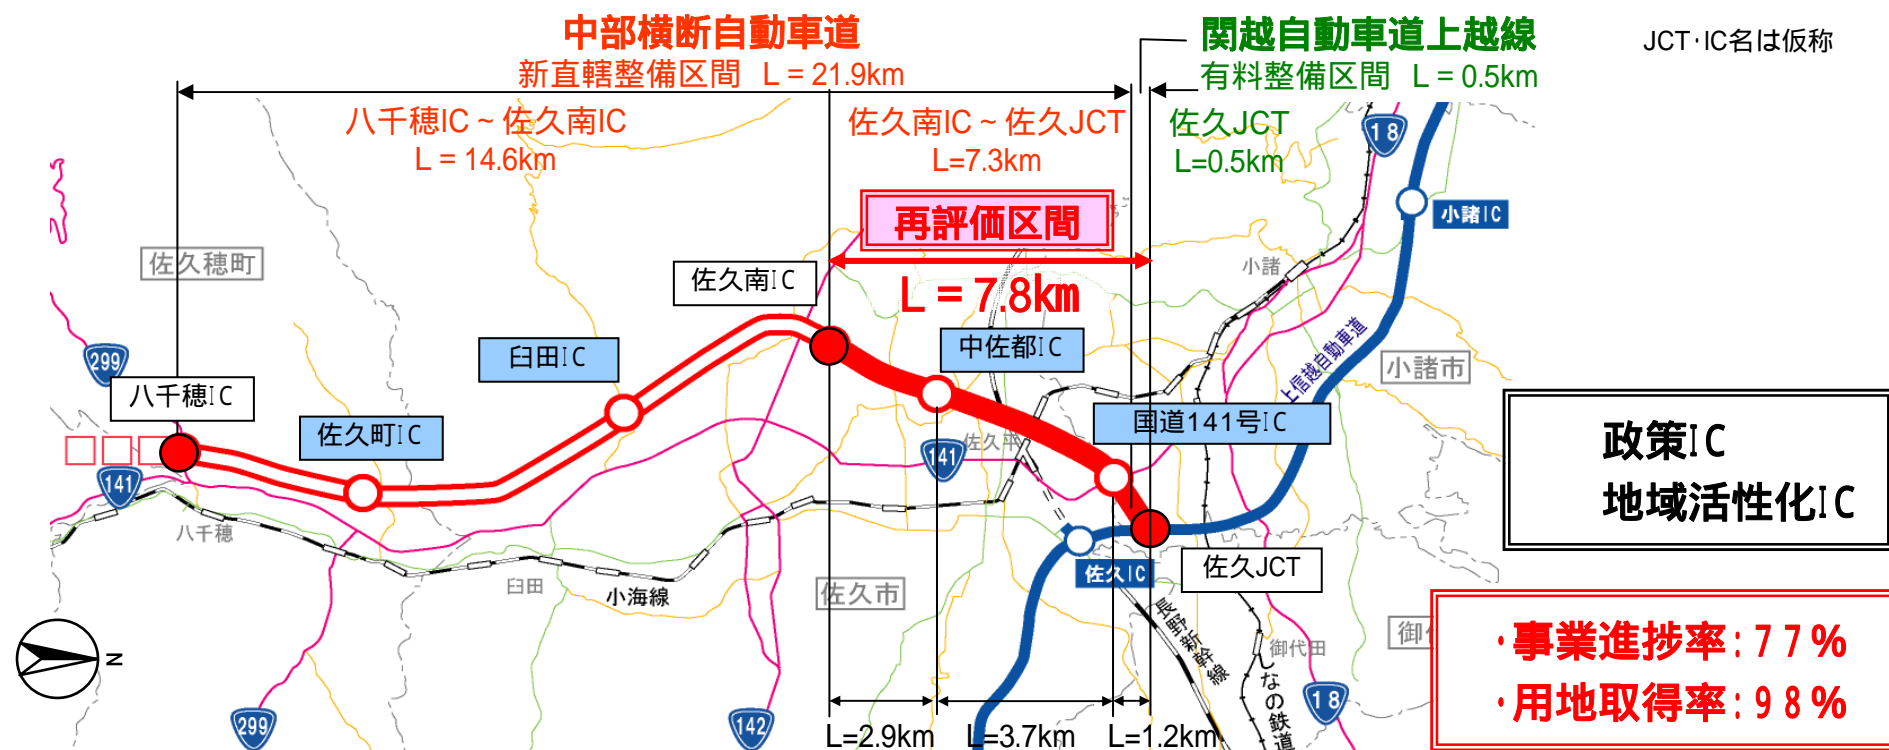 中部横断自動車道
新直轄整備区間 L = 21.9km
関越自動車道上越線
有料整備区間 L = 0.5km
JCT･IC名は仮称
八千穂IC ~ 佐久南IC
L = 14.6km
佐久南IC ~ 佐久JCT
L=7.3km
佐久JCT
L=0.5km
再評価区間
L = 7.8km
18
小諸IC
佐久穂町
佐久南IC
小諸
臼田IC
中佐都IC
上信越自動車道
小諸市
299
八千穂IC
佐久町IC
国道141号IC
佐久平
141
141
政策IC
地域活性化IC
八千穂
臼田
小海線
佐久市
佐久IC
佐久JCT
長野新幹線
しなの鉄道
御代田
御代
N
299
142
18
L=2.9km
L=3.7km
L=1.2km
･事業進捗率:77%
･用地取得率:98%